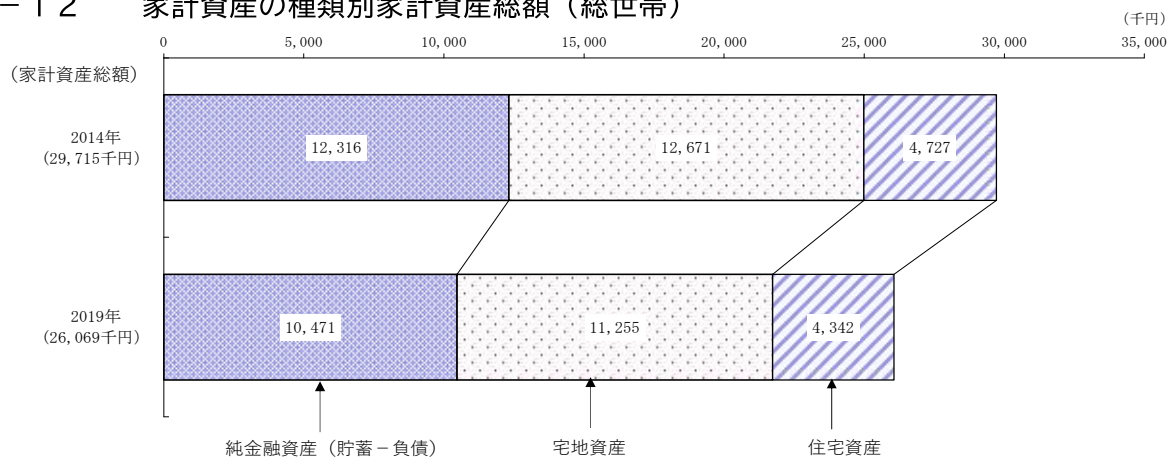 －１２　家計資産の種類別家計資産総額（総世帯）
（千円）
0 5,000 10,000 15,000 20,000 25,000 30,000 35,000
（家計資産総額）
2014年
（29,715千円）
12,316 12,671 4,727
2019年
（26,069千円）
10,471 11,255 4,342
純金融資産（貯蓄－負債） 宅地資産 住宅資産